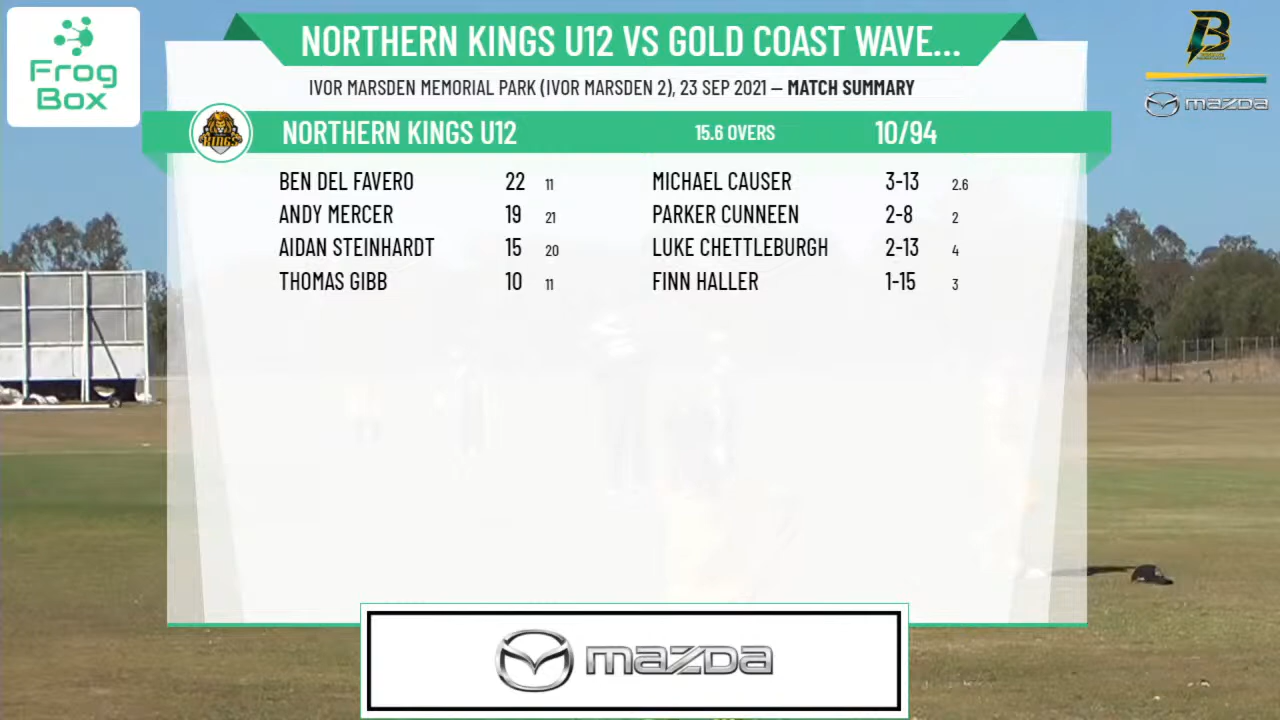 Frog
Box
NORTHERN KINGS U12 VS GOLD COAST WAVE...
IVOR MARSDEN MEMORIAL PARK (IVOR MARSDEN 2), 23 SEP 2021 – MATCH SUMMARY
B
mazda
KINGS
NORTHERN KINGS U12 15.6 OVERS 10/94
BEN DEL FAVERO 22 11 MICHAEL CAUSER 3-13 2.6
ANDY MERCER 19 21 PARKER CUNNEEN 2-8 2
AIDAN STEINHARDT 15 20 LUKE CHETTLEBURGH 2-13 4
THOMAS GIBB 10 11 FINN HALLER 1-15 3
mazda